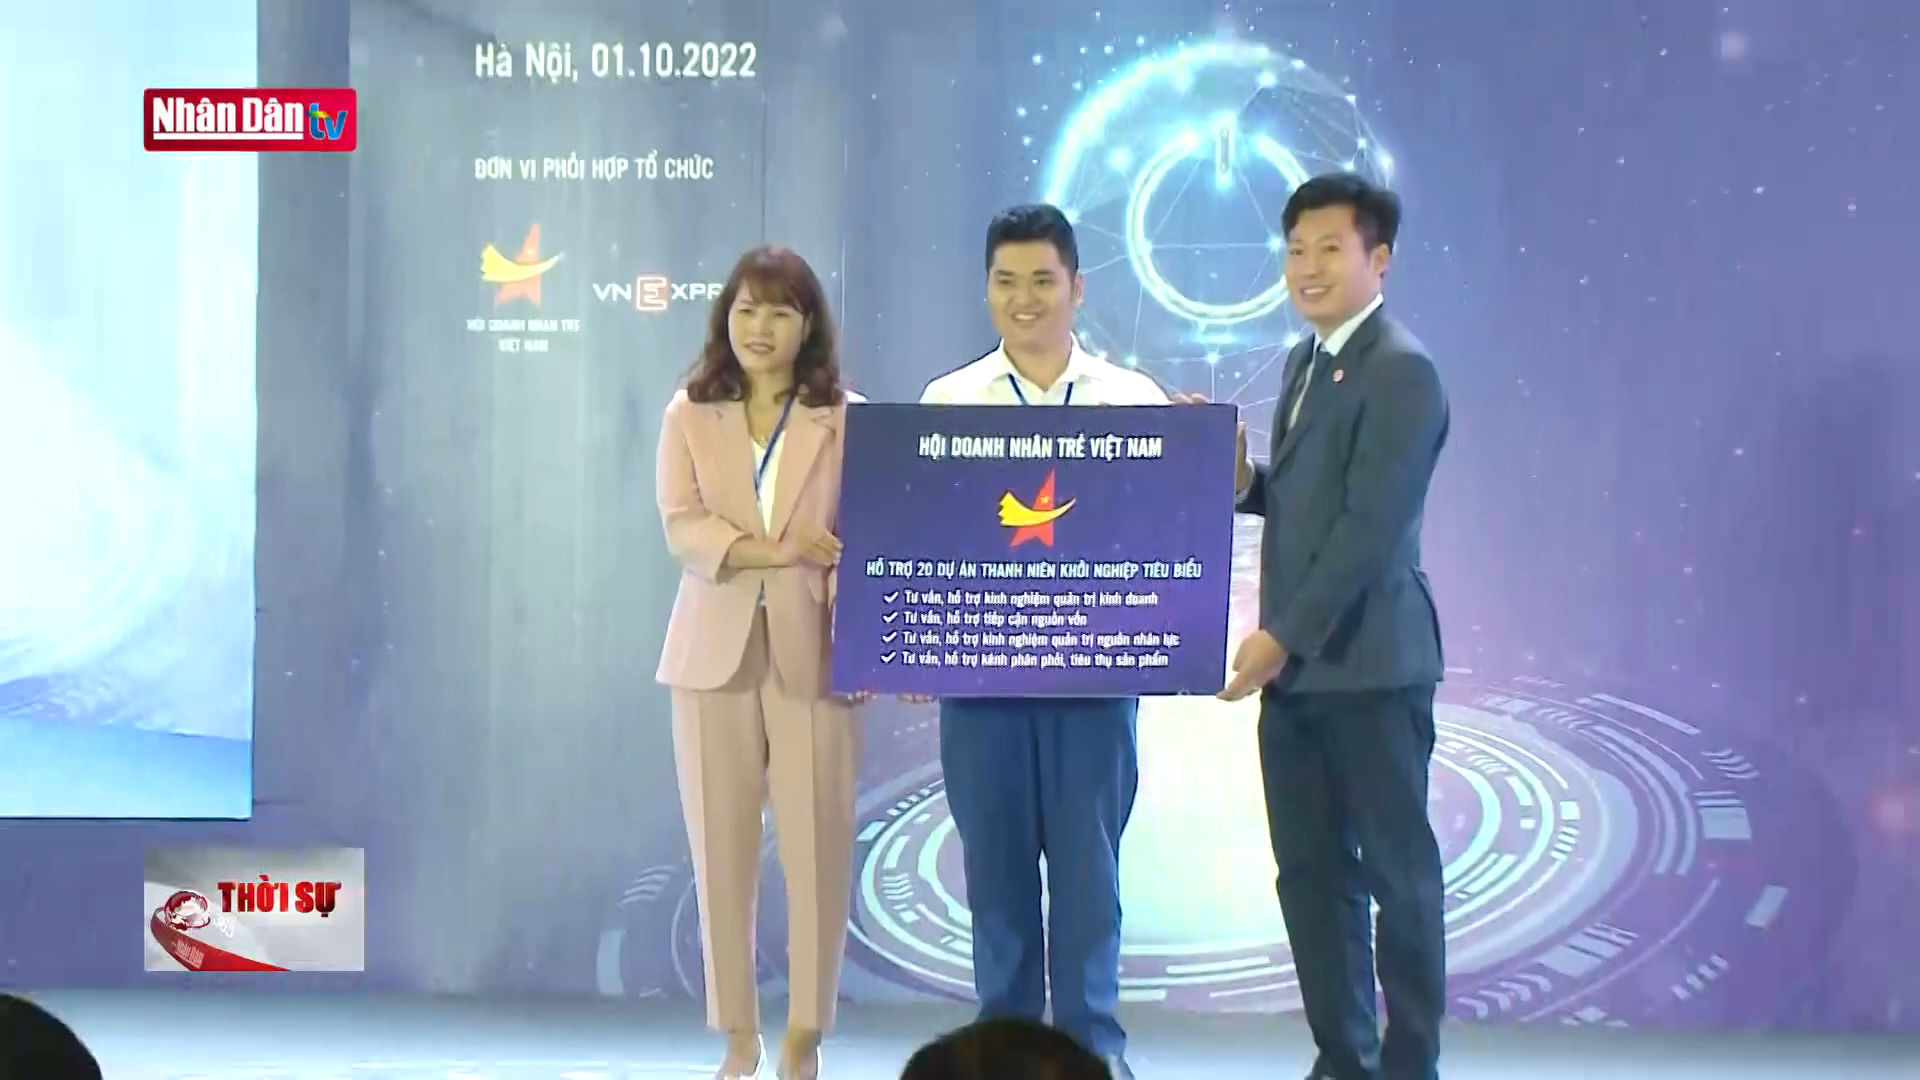 Hà Nội, 01.10.2022
Nhân Dân tv
ĐƠN VỊ PHỐI HỢP TỔ CHỨC
VNEXPR
HỘI DOANH NHÂN TRẺ
VIỆT NAM
HỘI DOANH NHÂN TRẺ VIỆT NAM
HỖ TRỢ 20 DỰ ÁN THANH NIÊN KHỞI NGHIỆP TIÊU BIỂU
Tư vấn, hỗ trợ kinh nghiệm quản trị kinh doanh
Tư vấn, hỗ trợ tiếp cận nguồn vốn
Tư vấn, hỗ trợ kinh nghiệm quản trị nguồn nhân lực
Tư vấn, hỗ trợ kênh phân phối, tiêu thụ sản phẩm
THỜI SỰ
NHÂN DÂN